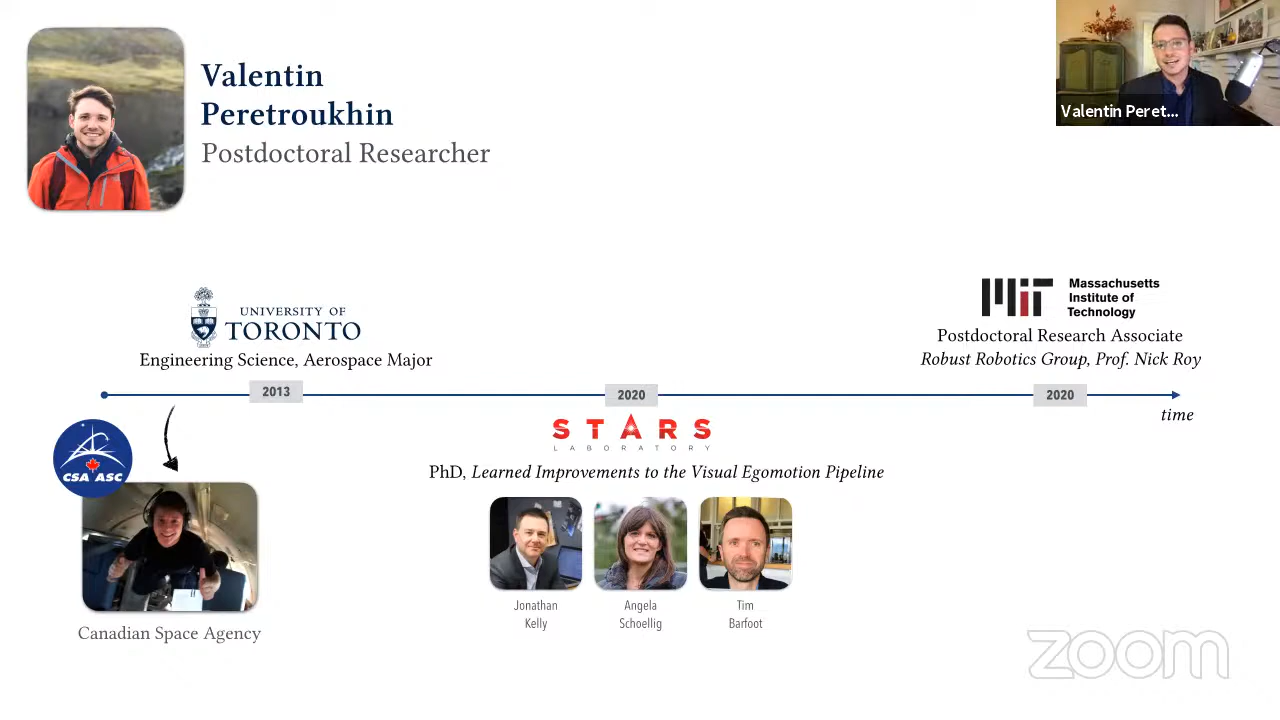 Valentin
Peretroukhin
Postdoctoral Researcher
Valentin Peret...
UNIVERSITY OF
TORONTO
Engineering Science, Aerospace Major
MIT
Massachusetts
Institute of
Technology
Postdoctoral Research Associate
Robust Robotics Group, Prof. Nick Roy
2013
2020
2020
time
CSA ASC
STARS
LABORATORY
PhD, Learned Improvements to the Visual Egomotion Pipeline
Jonathan
Kelly
Angela
Schoellig
Tim
Barfoot
Canadian Space Agency
zoom